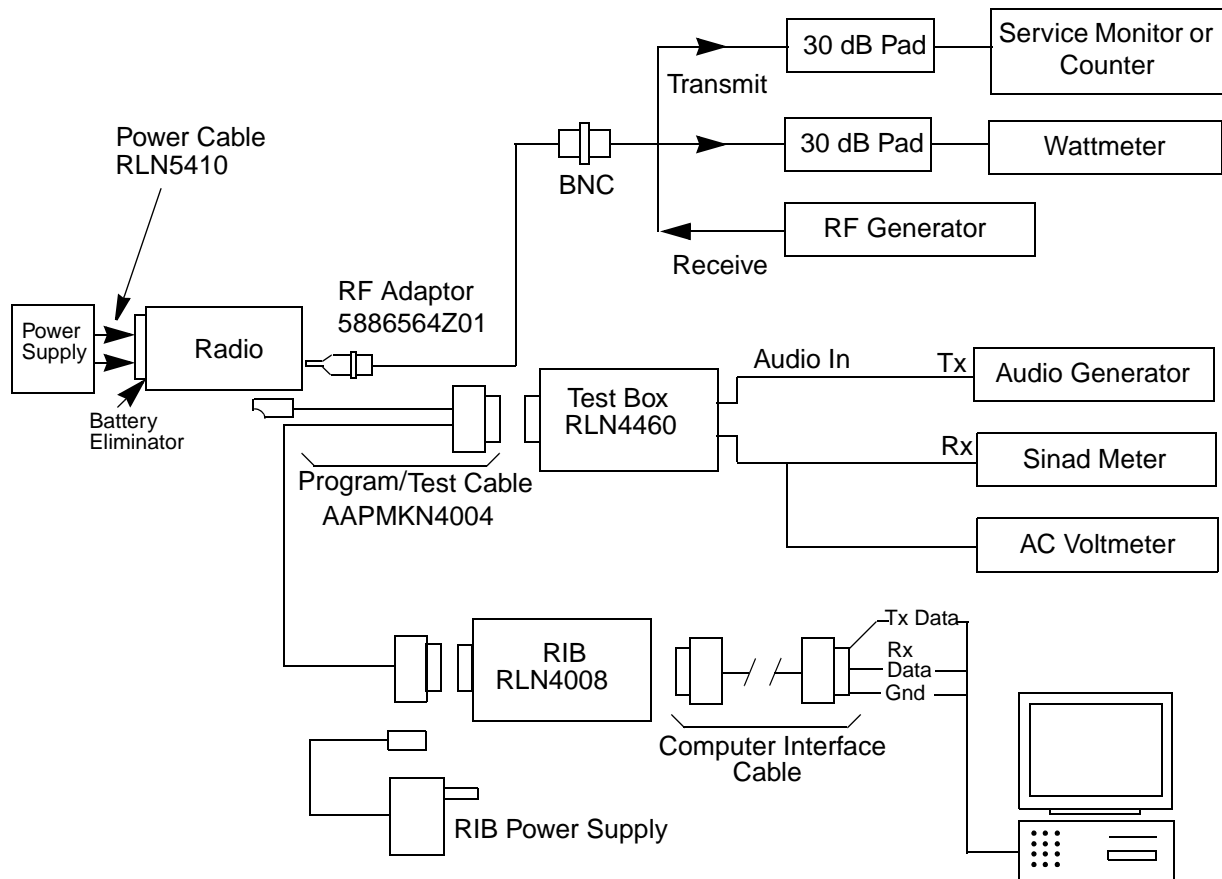 30 dB Pad
Service Monitor or
Counter
Transmit
Power Cable
RLN5410
30 dB Pad
Wattmeter
BNC
RF Generator
Receive
RF Adaptor
5886564Z01
Power
Supply
Radio
Battery
Eliminator
Audio In
Tx
Audio Generator
Test Box
RLN4460
Rx
Sinad Meter
Program/Test Cable
AAPMKN4004
AC Voltmeter
Tx Data
RIB
RLN4008
Rx
Data
Gnd
Computer Interface
Cable
RIB Power Supply